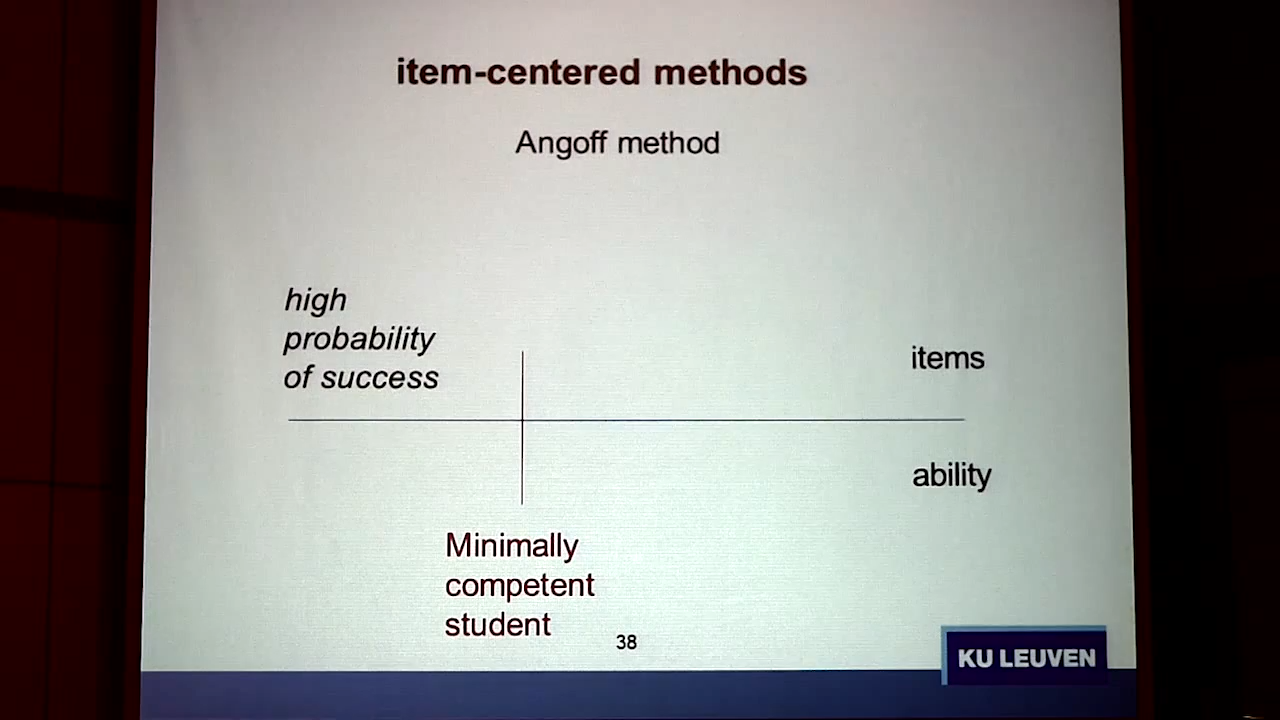 item-centered methods
Angoff method
high
probability
of success
items
ability
Minimally
competent
student
38
KU LEUVEN